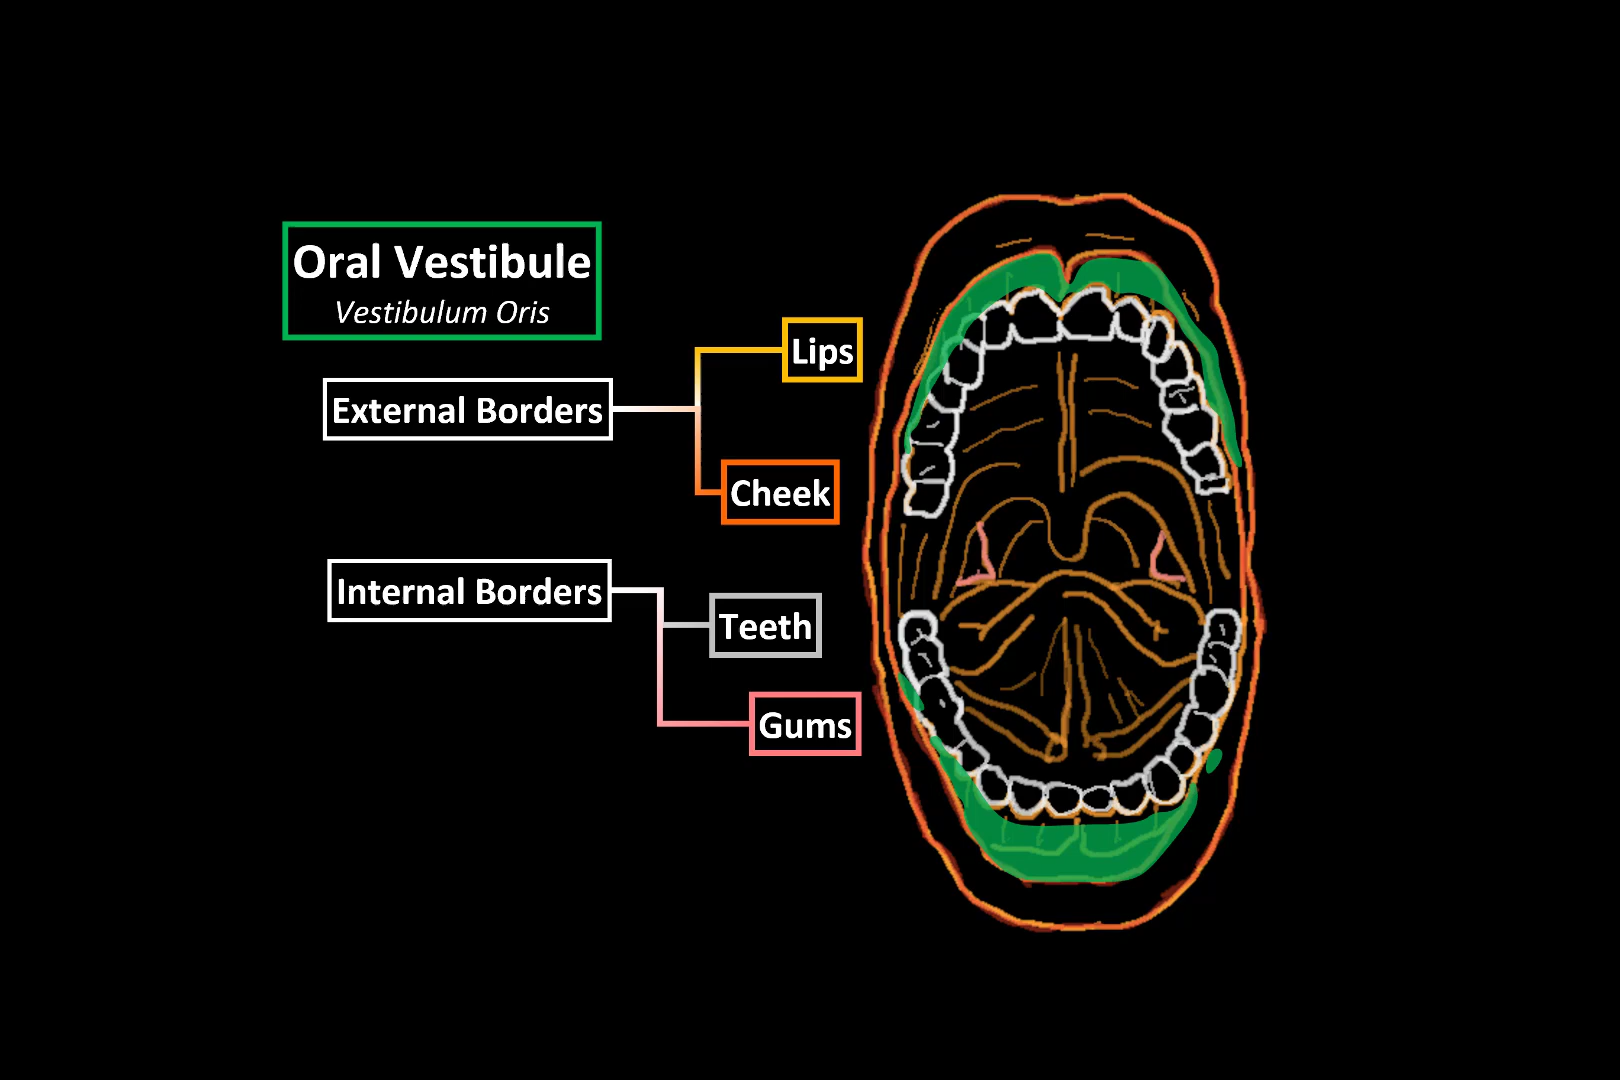 Oral Vestibule
Vestibulum Oris
External Borders
Lips
Cheek
Internal Borders
Teeth
Gums